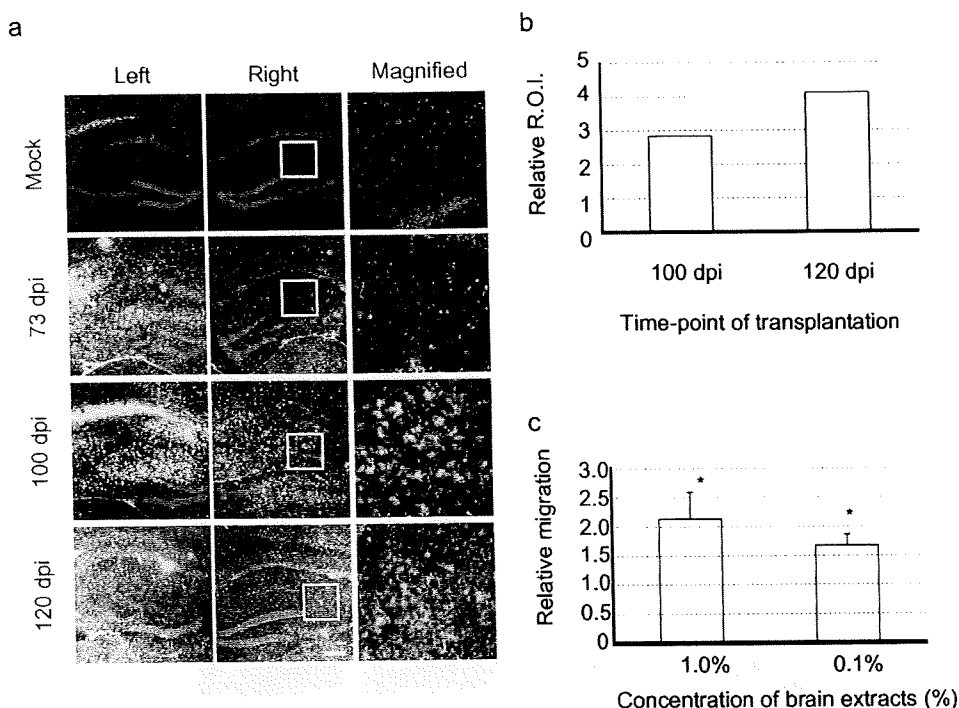 a
Left Right Magnified
Mock
73 dpi
100 dpi
120 dpi
b
Relative R.O.I.
5
4
3
2
1
0
100 dpi 120 dpi
Time-point of transplantation
c
Relative migration
3.0
2.5
2.0
1.5
1.0
0.5
0
* *
1.0% 0.1%
Concentration of brain extracts (%)